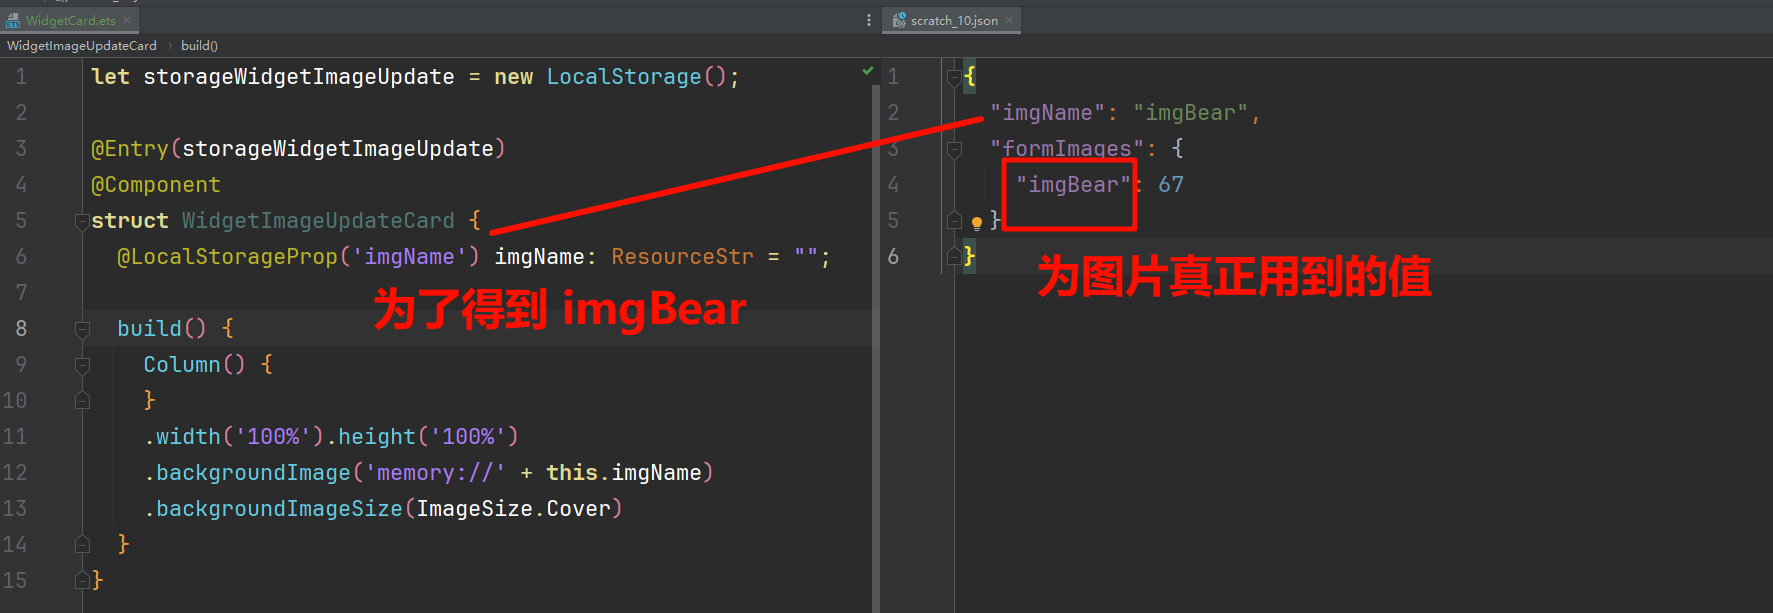 WidgetCard.ets
scratch_10.json
WidgetImageUpdateCard
build()
1 let storageWidgetImageUpdate = new LocalStorage();
2
3 @Entry(storageWidgetImageUpdate)
4 @Component
5 struct WidgetImageUpdateCard {
6 @LocalStorageProp('imgName') imgName: ResourceStr = "";
7
为了得到 imgBear
8 build() {
9 Column() {
10 }
11 .width('100%').height('100%')
12 .backgroundImage('memory://' + this.imgName)
13 .backgroundImageSize(ImageSize.Cover)
14 }
15 }
1 {
2 "imgName": "imgBear",
3 "formImages": {
4 "imgBear": 67
5 }
6 }
为图片真正用到的值